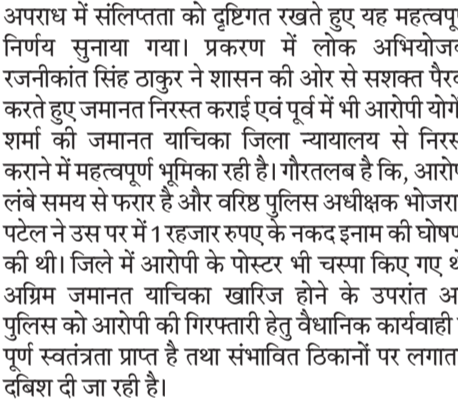 अपराध में संलिप्तता को दृष्टिगत रखते हुए यह महत्वपू
निर्णय सुनाया गया। प्रकरण में लोक अभियोज
रजनीकांत सिंह ठाकुर ने शासन की ओर से सशक्त पैर
करते हुए जमानत निरस्त कराई एवं पूर्व में भी आरोपी योगे
शर्मा की जमानत याचिका जिला न्यायालय से निरस
कराने में महत्वपूर्ण भूमिका रही है। गौरतलब है कि, आरो
लंबे समय से फरार है और वरिष्ठ पुलिस अधीक्षक भोजरा
पटेल ने उस पर में 1 रहजार रुपए के नकद इनाम की घोष
की थी। जिले में आरोपी के पोस्टर भी चस्पा किए गए थे
अग्रिम जमानत याचिका खारिज होने के उपरांत अ
पुलिस को आरोपी की गिरफ्तारी हेतु वैधानिक कार्यवाही
पूर्ण स्वतंत्रता प्राप्त है तथा संभावित ठिकानों पर लगात
दबिश दी जा रही है।